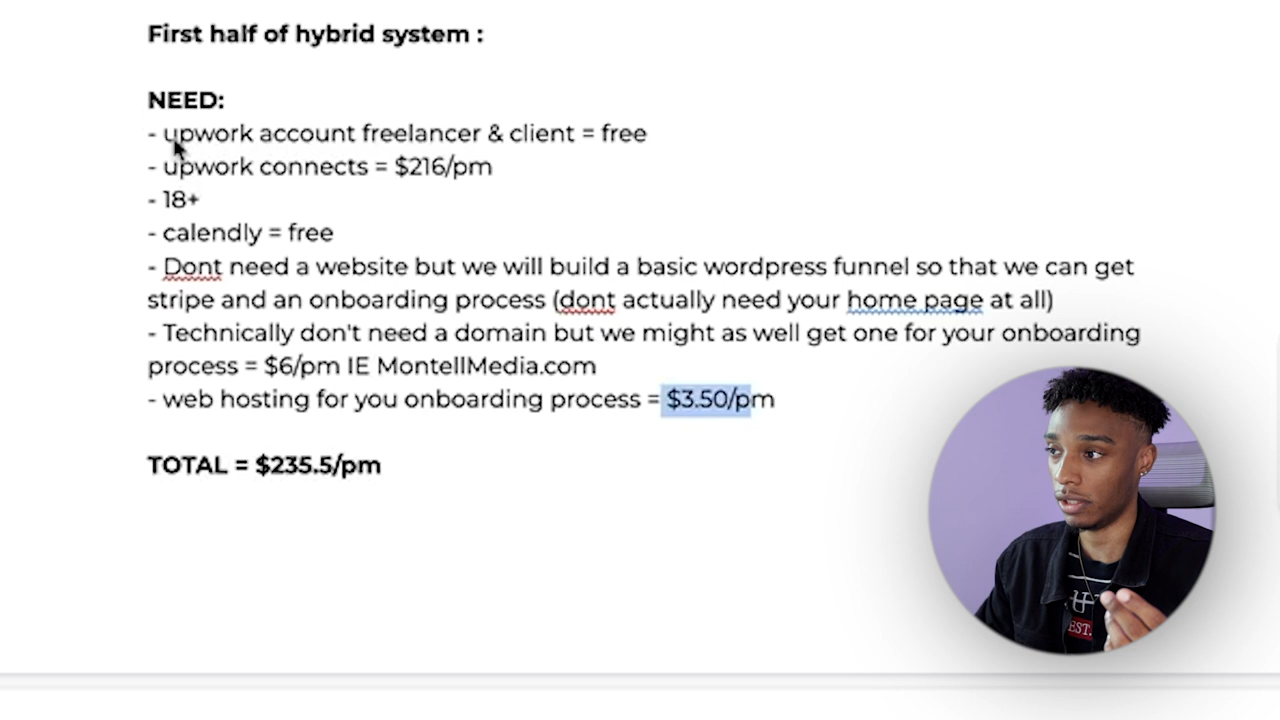 First half of hybrid system :
NEED:
- upwork account freelancer & client = free
- upwork connects = $216/pm
- 18+
- calendly = free
- Dont need a website but we will build a basic wordpress funnel so that we can get
stripe and an onboarding process (dont actually need your home page at all)
- Technically don't need a domain but we might as well get one for your onboarding
process = $6/pm IE MontellMedia.com
- web hosting for you onboarding process = $3.50/pm
TOTAL = $235.5/pm
EST.